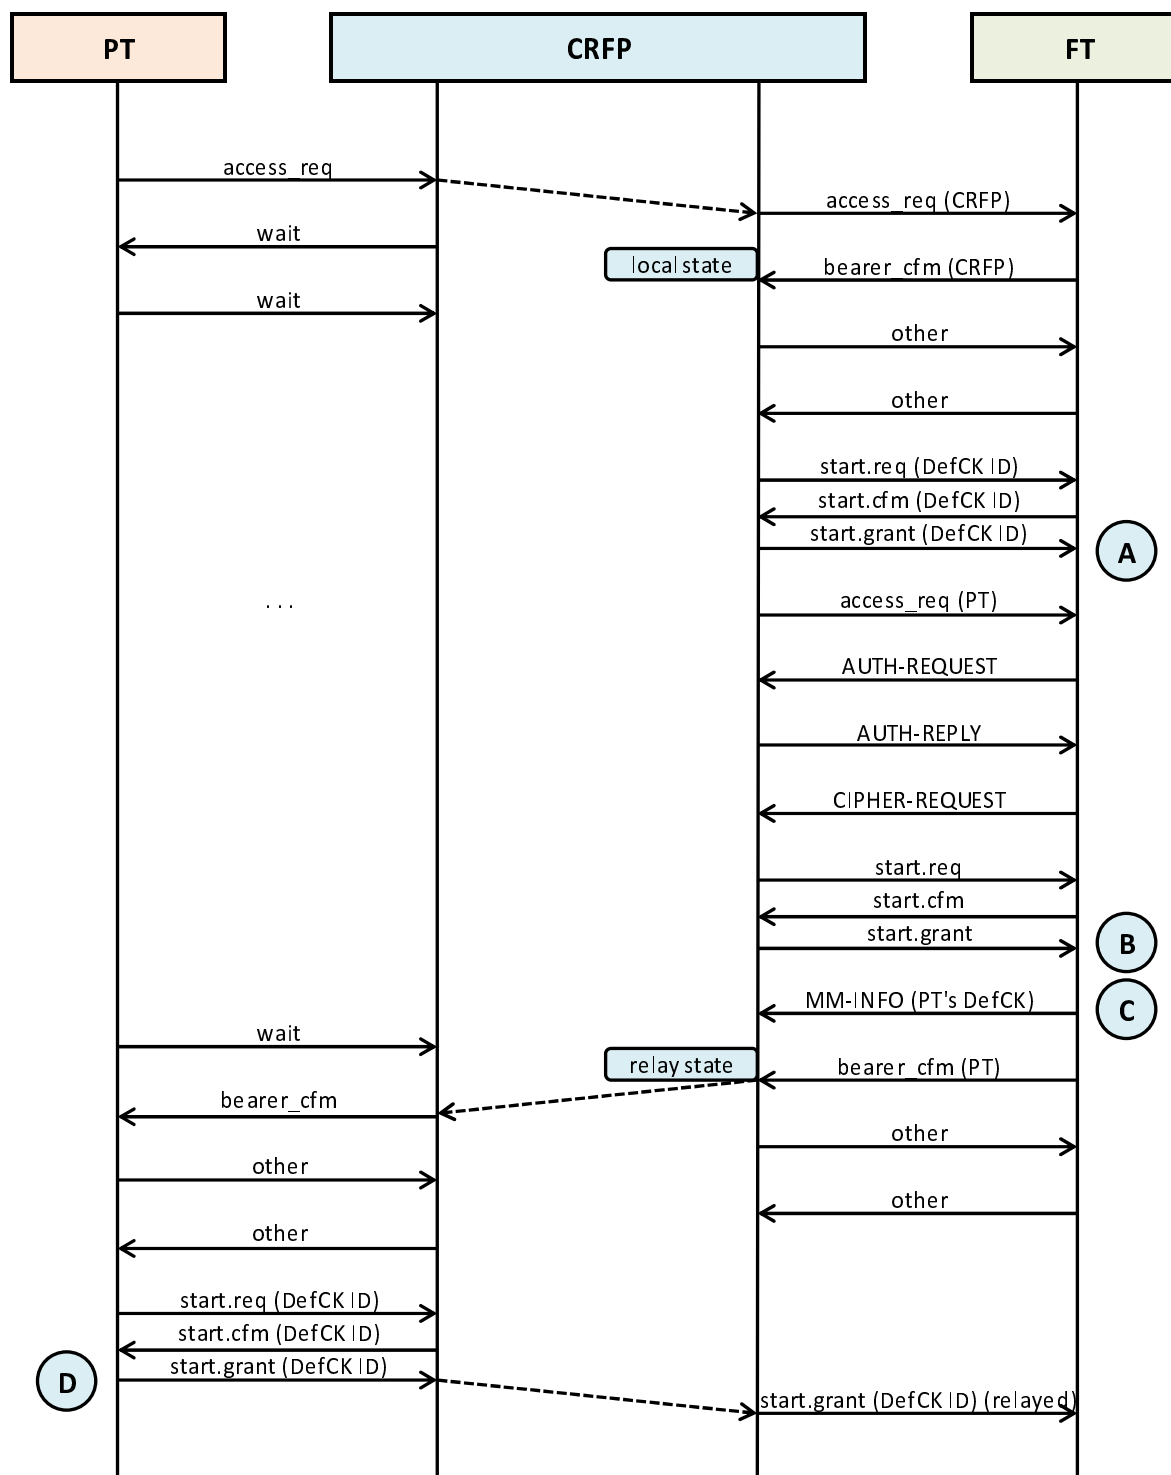 PT CRFP FT
access_req
access_req (CRFP)
wait
local state
bearer_cfm (CRFP)
wait
other
other
start.req (DefCK ID)
start.cfm (DefCK ID)
start.grant (DefCK ID)
A
. . .
access_req (PT)
AUTH-REQUEST
AUTH-REPLY
CIPHER-REQUEST
start.req
start.cfm
start.grant
B
MM-INFO (PT's DefCK)
C
wait
relay state
bearer_cfm (PT)
bearer_cfm
other
other
other
other
start.req (DefCK ID)
start.cfm (DefCK ID)
start.grant (DefCK ID)
D
start.grant (DefCK ID) (relayed)